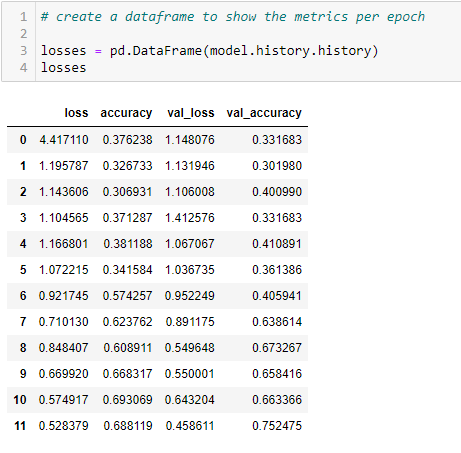 1 # create a dataframe to show the metrics per epoch
2
3 losses = pd.DataFrame(model.history.history)
4 losses
loss accuracy val_loss val_accuracy
0 4.417110 0.376238 1.148076 0.331683
1 1.195787 0.326733 1.131946 0.301980
2 1.143606 0.306931 1.106008 0.400990
3 1.104565 0.371287 1.412576 0.331683
4 1.166801 0.381188 1.067067 0.410891
5 1.072215 0.341584 1.036735 0.361386
6 0.921745 0.574257 0.952249 0.405941
7 0.710130 0.623762 0.891175 0.638614
8 0.848407 0.608911 0.549648 0.673267
9 0.669920 0.668317 0.550001 0.658416
10 0.574917 0.693069 0.643204 0.663366
11 0.528379 0.688119 0.458611 0.752475